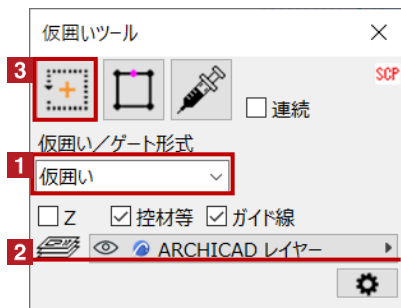 仮囲いツール
3
SCP
連続
仮囲い／ゲート形式
1
仮囲い
Z 控材等 ガイド線
2
ARCHICAD レイヤー